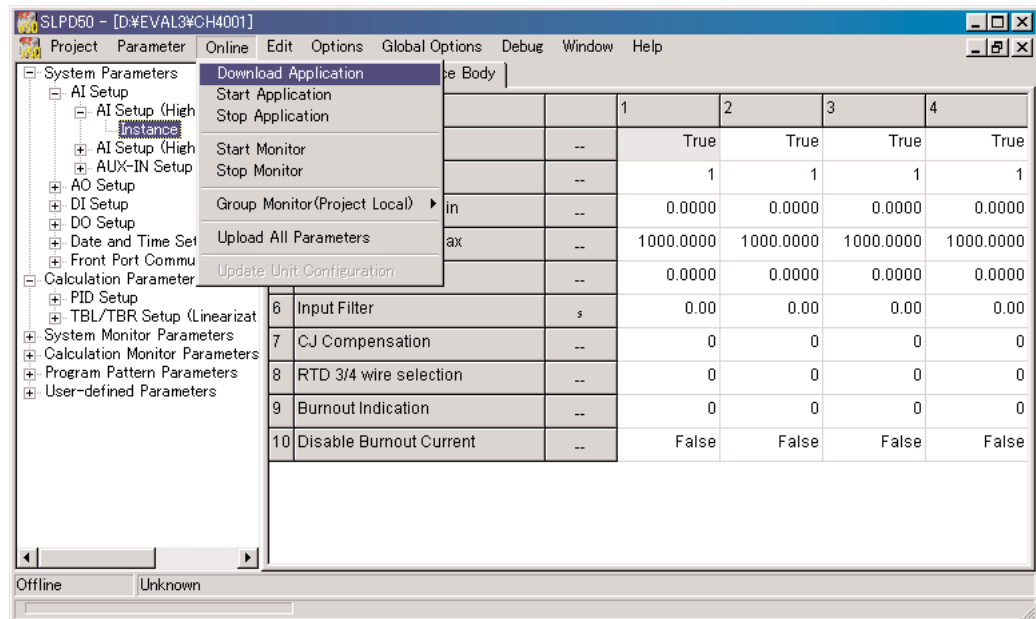 SLPD50 - [D:¥EVAL3¥CH4001]
Project Parameter Online Edit Options Global Options Debug Window Help
System Parameters
AI Setup
AI Setup (High
Instance
AI Setup (High
AUX-IN Setup
AO Setup
DI Setup
DO Setup
Date and Time Set
Front Port Commu
Calculation Parameter
PID Setup
TBL/TBR Setup (Linearizat
System Monitor Parameters
Calculation Monitor Parameters
Program Pattern Parameters
User-defined Parameters
Download Application
Start Application
Stop Application
Start Monitor
Stop Monitor
Group Monitor(Project Local)
Upload All Parameters
Update Unit Configuration
ce Body
1 2 3 4
-- True True True True
-- 1 1 1 1
in -- 0.0000 0.0000 0.0000 0.0000
ax -- 1000.0000 1000.0000 1000.0000 1000.0000
-- 0.0000 0.0000 0.0000 0.0000
6 Input Filter s 0.00 0.00 0.00 0.00
7 CJ Compensation -- 0 0 0 0
8 RTD 3/4 wire selection -- 0 0 0 0
9 Burnout Indication -- 0 0 0 0
10 Disable Burnout Current -- False False False False
Offline Unknown